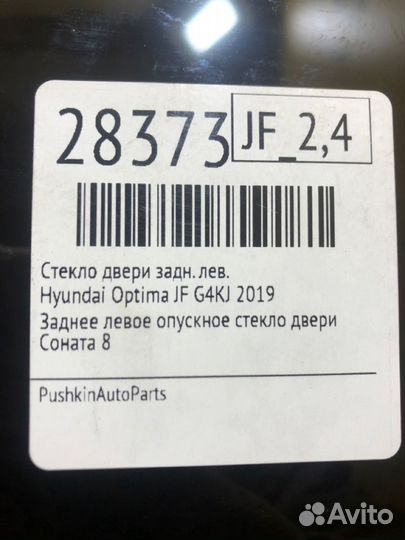 28373
JF_2,4
Стекло двери задн. лев.
Hyundai Optima JF G4KJ 2019
Заднее левое опускное стекло двери
Соната 8
PushkinAutoParts
Avito